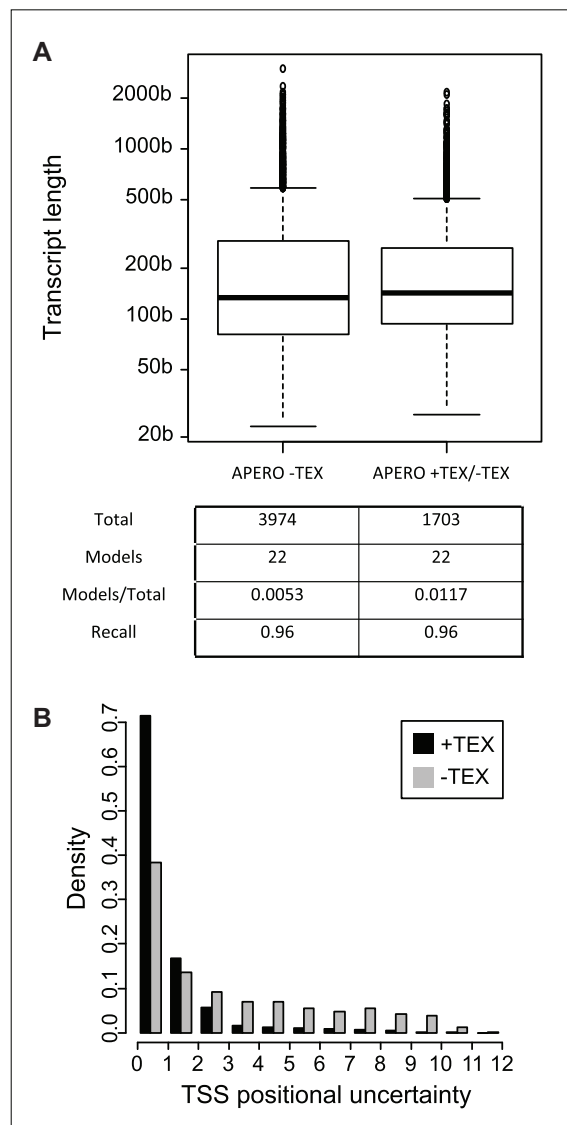 A
Transcript length
2000b
1000b
500b
200b
100b
50b
20b
APERO -TEX APERO +TEX/-TEX
Total 3974 1703
Models 22 22
Models/Total 0.0053 0.0117
Recall 0.96 0.96
B
+TEX
-TEX
Density
0.7
0.6
0.5
0.4
0.3
0.2
0.1
0.0
0 1 2 3 4 5 6 7 8 9 10 11 12
TSS positional uncertainty